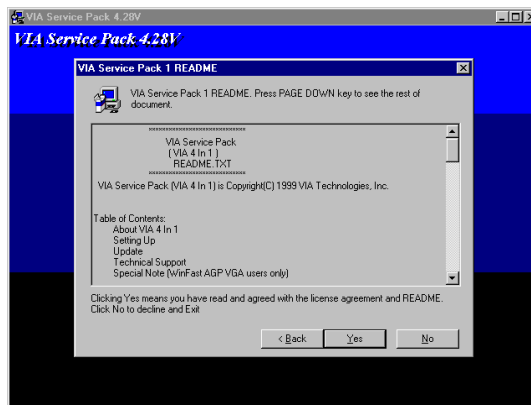 VIA Service Pack 4.28V
VIA Service Pack 4.28V
VIA Service Pack 1 README
VIA Service Pack 1 README. Press PAGE DOWN key to see the rest of
document.
VIA Service Pack
( VIA 4 In 1 )
README.TXT
VIA Service Pack (VIA 4 In 1) is Copyright(C) 1999 VIA Technologies, Inc.
Table of Contents:
About VIA 4 In 1
Setting Up
Update
Technical Support
Special Note (WinFast AGP VGA users only)
Clicking Yes means you have read and agreed with the license agreement and README.
Click No to decline and Exit
< Back
Yes
No